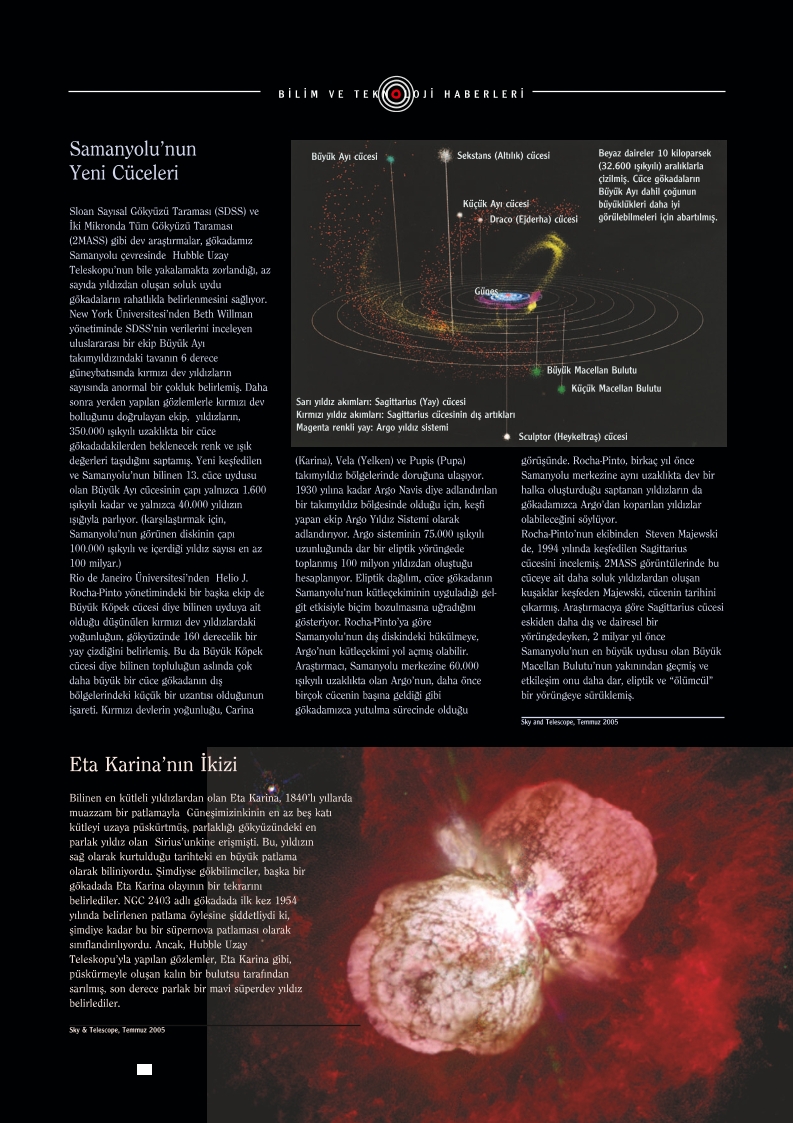 BİLİM VE TEKNOLOJİ HABERLERİ
Samanyolu'nun
Yeni Cüceleri
Sloan Sayısal Gökyüzü Taraması (SDSS) ve
İki Mikronda Tüm Gökyüzü Taraması
(2MASS) gibi dev araştırmalar, gökadamız
Samanyolu çevresinde  Hubble Uzay
Teleskopu'nun bile yakalamakta zorlandığı, az
sayıda yıldızdan oluşan soluk uydu
gökadaların rahatlıkla belirlenmesini sağlıyor.
New York Üniversitesi'nden Beth Willman
yönetiminde SDSS'nin verilerini inceleyen
uluslararası bir ekip Büyük Ayı
takımyıldızındaki tavanın 6 derece
güneybatısında kırmızı dev yıldızların
sayısında anormal bir çokluk belirlemiş. Daha
sonra yerden yapılan gözlemlerle kırmızı dev
bolluğunu doğrulayan ekip,  yıldızların,
350.000 ışıkyılı uzaklıkta bir cüce
gökadadakilerden beklenecek renk ve ışık
değerleri taşıdığını saptamış. Yeni keşfedilen
ve Samanyolu'nun bilinen 13. cüce uydusu
olan Büyük Ayı cücesinin çapı yalnızca 1.600
ışıkyılı kadar ve yalnızca 40.000 yıldızın
ışığıyla parlıyor. (karşılaştırmak için,
Samanyolu'nun görünen diskinin çapı
100.000 ışıkyılı ve içerdiği yıldız sayısı en az
100 milyar.)
Rio de Janeiro Üniversitesi'nden  Helio J.
Rocha-Pinto yönetimindeki bir başka ekip de
Büyük Köpek cücesi diye bilinen uyduya ait
olduğu düşünülen kırmızı dev yıldızlardaki
yoğunluğun, gökyüzünde 160 derecelik bir
yay çizdiğini belirlemiş. Bu da Büyük Köpek
cücesi diye bilinen topluluğun aslında çok
daha büyük bir cüce gökadanın dış
bölgelerindeki küçük bir uzantısı olduğunun
işareti. Kırmızı devlerin yoğunluğu, Carina
Büyük Ayı cücesi
Sekstans (Altılık) cücesi
Küçük Ayı cücesi
Draco (Ejderha) cücesi
Beyaz daireler 10 kiloparsek
(32.600 ışıkyılı) aralıklarla
çizilmiş. Cüce gökadaların
Büyük Ayı dahil çoğunun
büyüklükleri daha iyi
görülebilmeleri için abartılmış.
Güneş
Büyük Macellan Bulutu
Küçük Macellan Bulutu
Sarı yıldız akımları: Sagittarius (Yay) cücesi
Kırmızı yıldız akımları: Sagittarius cücesinin dış artıkları
Magenta renkli yay: Argo yıldız sistemi
Sculptor (Heykeltraş) cücesi
(Karina), Vela (Yelken) ve Pupis (Pupa)
takımyıldız bölgelerinde doruğuna ulaşıyor.
1930 yılına kadar Argo Navis diye adlandırılan
bir takımyıldız bölgesinde olduğu için, keşfi
yapan ekip Argo Yıldız Sistemi olarak
adlandırıyor. Argo sisteminin 75.000 ışıkyılı
uzunluğunda dar bir eliptik yörüngede
toplanmış 100 milyon yıldızdan oluştuğu
hesaplanıyor. Eliptik dağılım, cüce gökadanın
Samanyolu'nun kütleçekiminin uyguladığı gel-
git etkisiyle biçim bozulmasına uğradığını
gösteriyor. Rocha-Pinto'ya göre
Samanyolu'nun dış diskindeki bükülmeye,
Argo'nun kütleçekimi yol açmış olabilir.
Araştırmacı, Samanyolu merkezine 60.000
ışıkyılı uzaklıkta olan Argo'nun, daha önce
birçok cücenin başına geldiği gibi
gökadamızca yutulma sürecinde olduğu
görüşünde. Rocha-Pinto, birkaç yıl önce
Samanyolu merkezine aynı uzaklıkta dev bir
halka oluşturduğu saptanan yıldızların da
gökadamızca Argo'dan koparılan yıldızlar
olabileceğini söylüyor.
Rocha-Pinto'nun ekibinden  Steven Majewski
de, 1994 yılında keşfedilen Sagittarius
cücesini incelemiş. 2MASS görüntülerinde bu
cüceye ait daha soluk yıldızlardan oluşan
kuşaklar keşfeden Majewski, cücenin tarihini
çıkarmış. Araştırmacıya göre Sagittarius cücesi
eskiden daha dış ve dairesel bir
yörüngedeyken, 2 milyar yıl önce
Samanyolu'nun en büyük uydusu olan Büyük
Macellan Bulutu'nun yakınından geçmiş ve
etkileşim onu daha dar, eliptik ve "ölümcül"
bir yörüngeye sürüklemiş.
Sky and Telescope, Temmuz 2005
Eta Karina'nın İkizi
Bilinen en kütleli yıldızlardan olan Eta Karina, 1840'lı yıllarda
muazzam bir patlamayla  Güneşimizinkinin en az beş katı
kütleyi uzaya püskürtmüş, parlaklığı gökyüzündeki en
parlak yıldız olan  Sirius'unkine erişmişti. Bu, yıldızın
sağ olarak kurtulduğu tarihteki en büyük patlama
olarak biliniyordu. Şimdiyse gökbilimciler, başka bir
gökadada Eta Karina olayının bir tekrarını
belirlediler. NGC 2403 adlı gökadada ilk kez 1954
yılında belirlenen patlama öylesine şiddetliydi ki,
şimdiye kadar bu bir süpernova patlaması olarak
sınıflandırılıyordu. Ancak, Hubble Uzay
Teleskopu'yla yapılan gözlemler, Eta Karina gibi,
püskürmeyle oluşan kalın bir bulutsu tarafından
sarılmış, son derece parlak bir mavi süperdev yıldız
belirlediler.
Sky & Telescope, Temmuz 2005